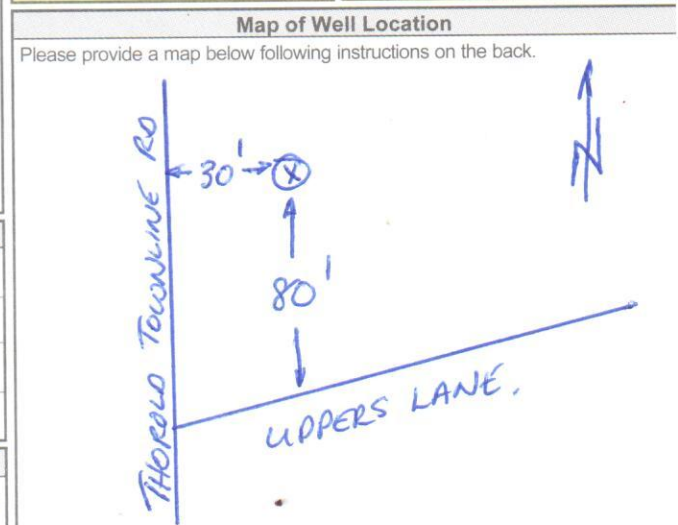 Map of Well Location
Please provide a map below following instructions on the back.
N
THOROLD TOWNLINE RD
30'
X
80'
UPPERS LANE.